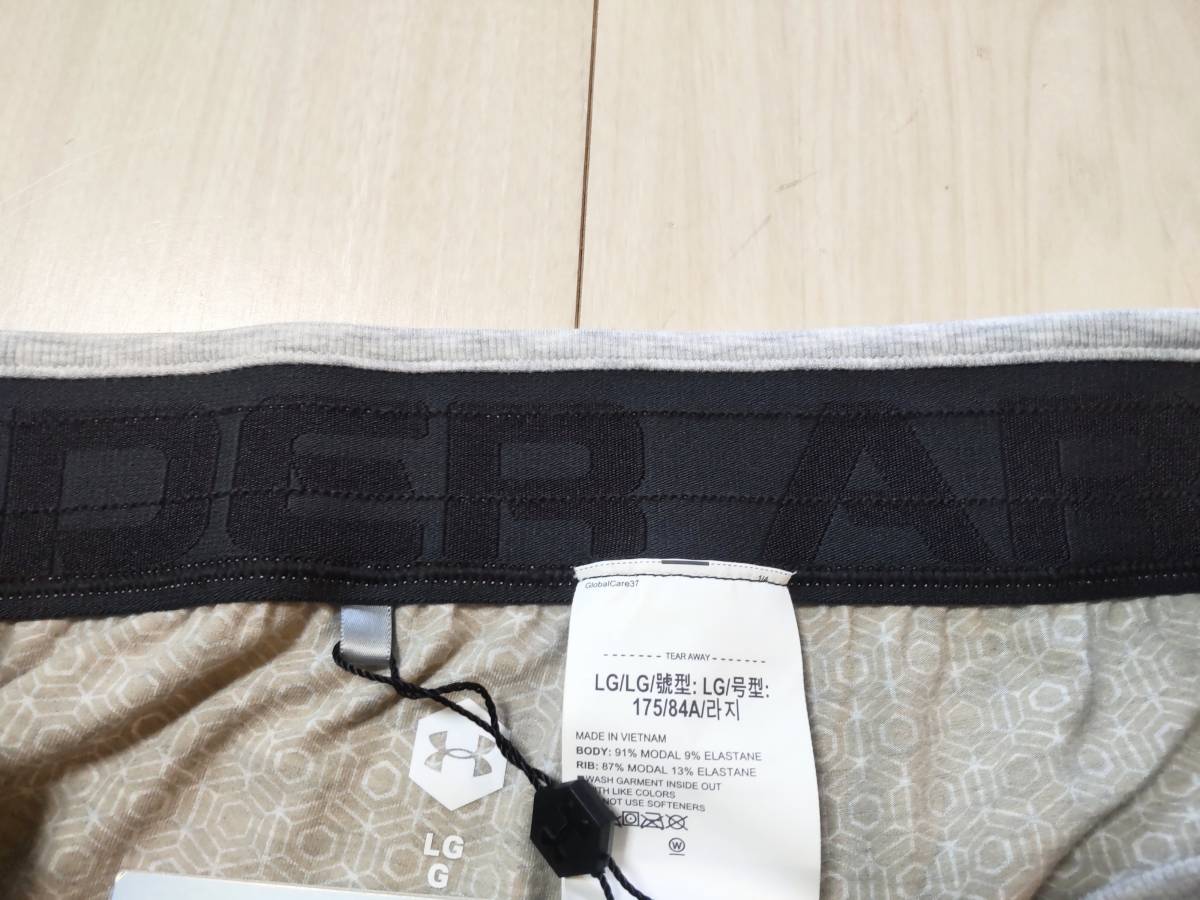 DER AR
GlobalCare37
1/4
TEAR AWAY
LG/LG/號型: LG/号型:
175/84A/라지
MADE IN VIETNAM
BODY: 91% MODAL 9% ELASTANE
RIB: 87% MODAL 13% ELASTANE
WASH GARMENT INSIDE OUT
LIKE COLORS
NOT USE SOFTENERS
W
LG
G